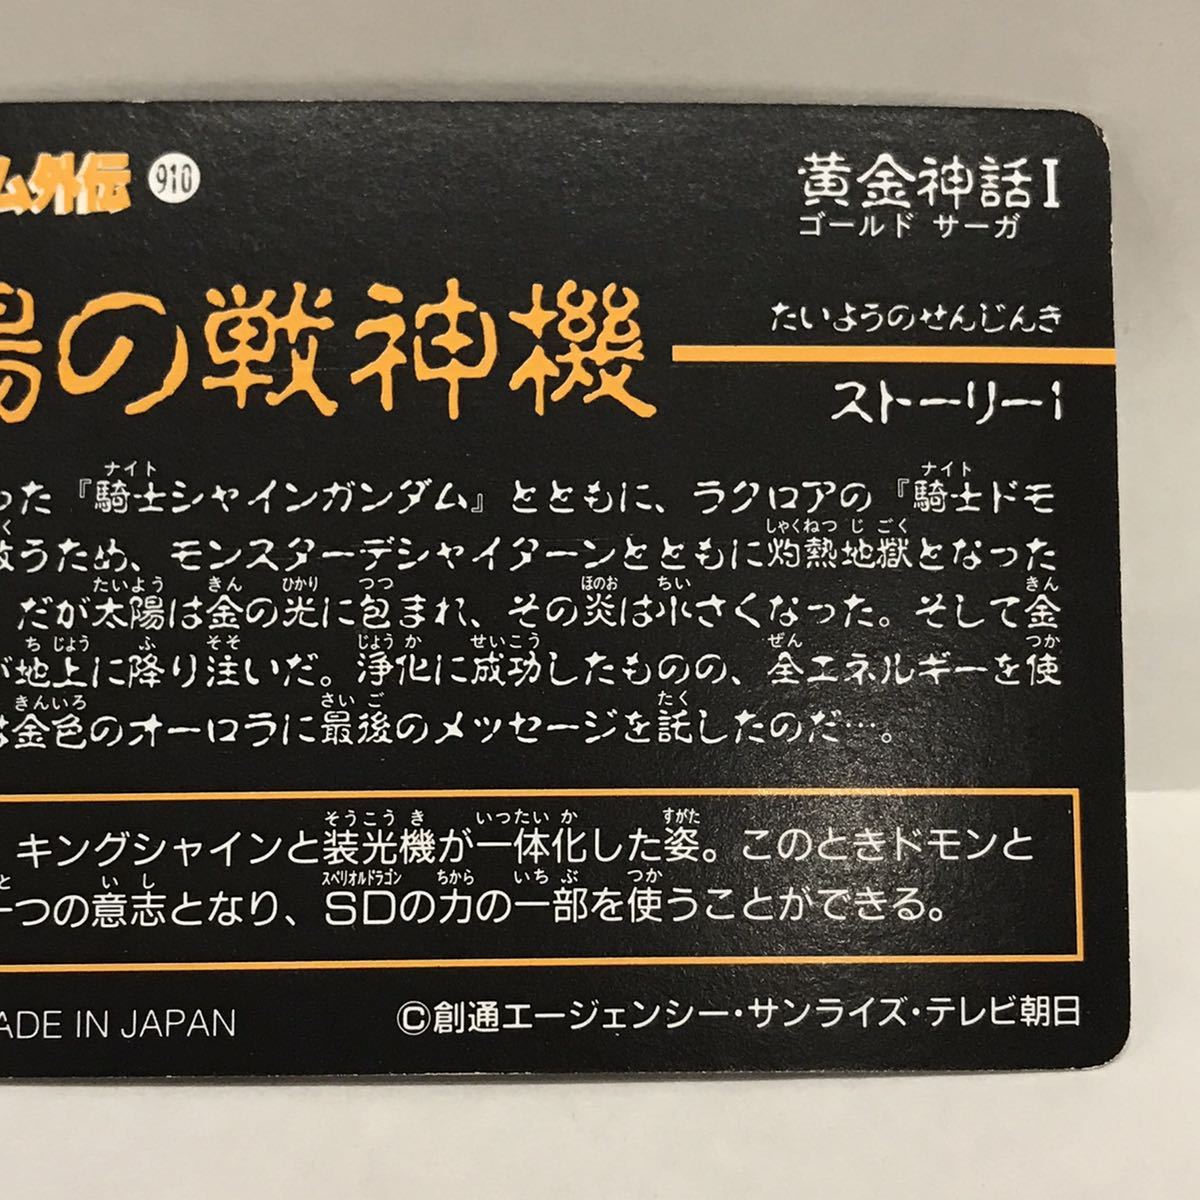 ム外伝 910
黄金神話I
ゴールド サーガ
陽の戦神機
たいようのせんじんき
ストーリー1
ナイト ナイト
った『騎士シャインガンダム』とともに、ラクロアの『騎士ドモ
く しゃくねつ じ ごく
救うため、モンスターデシャイターンとともに灼熱地獄となった
たいよう きん ひかり つつ ほのお ちい きん
だが太陽は金の光に包まれ、その炎は小さくなった。そして金
ち じょう ふ そそ じょう か せいこう ぜん つか
が地上に降り注いだ。浄化に成功したものの、全エネルギーを使
きんいろ さい ご たく
は金色のオーロラに最後のメッセージを託したのだ…。
そうこう き いったい か すがた
キングシャインと装光機が一体化した姿。このときドモンと
と い し スペリオルドラゴン ちから いち ぶ つか
一つの意志となり、SDの力の一部を使うことができる。
ADE IN JAPAN
©創通エージェンシー・サンライズ・テレビ朝日